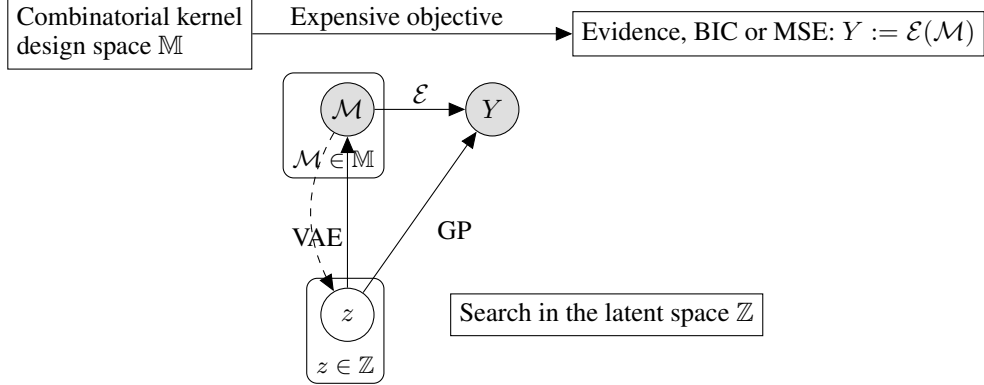 Combinatorial kernel
design space 𝕄
Expensive objective
Evidence, BIC or MSE: Y := ℰ(ℳ)
ℳ
ℰ
Y
ℳ ∈ 𝕄
VAE
GP
z
Search in the latent space ℤ
z ∈ ℤ